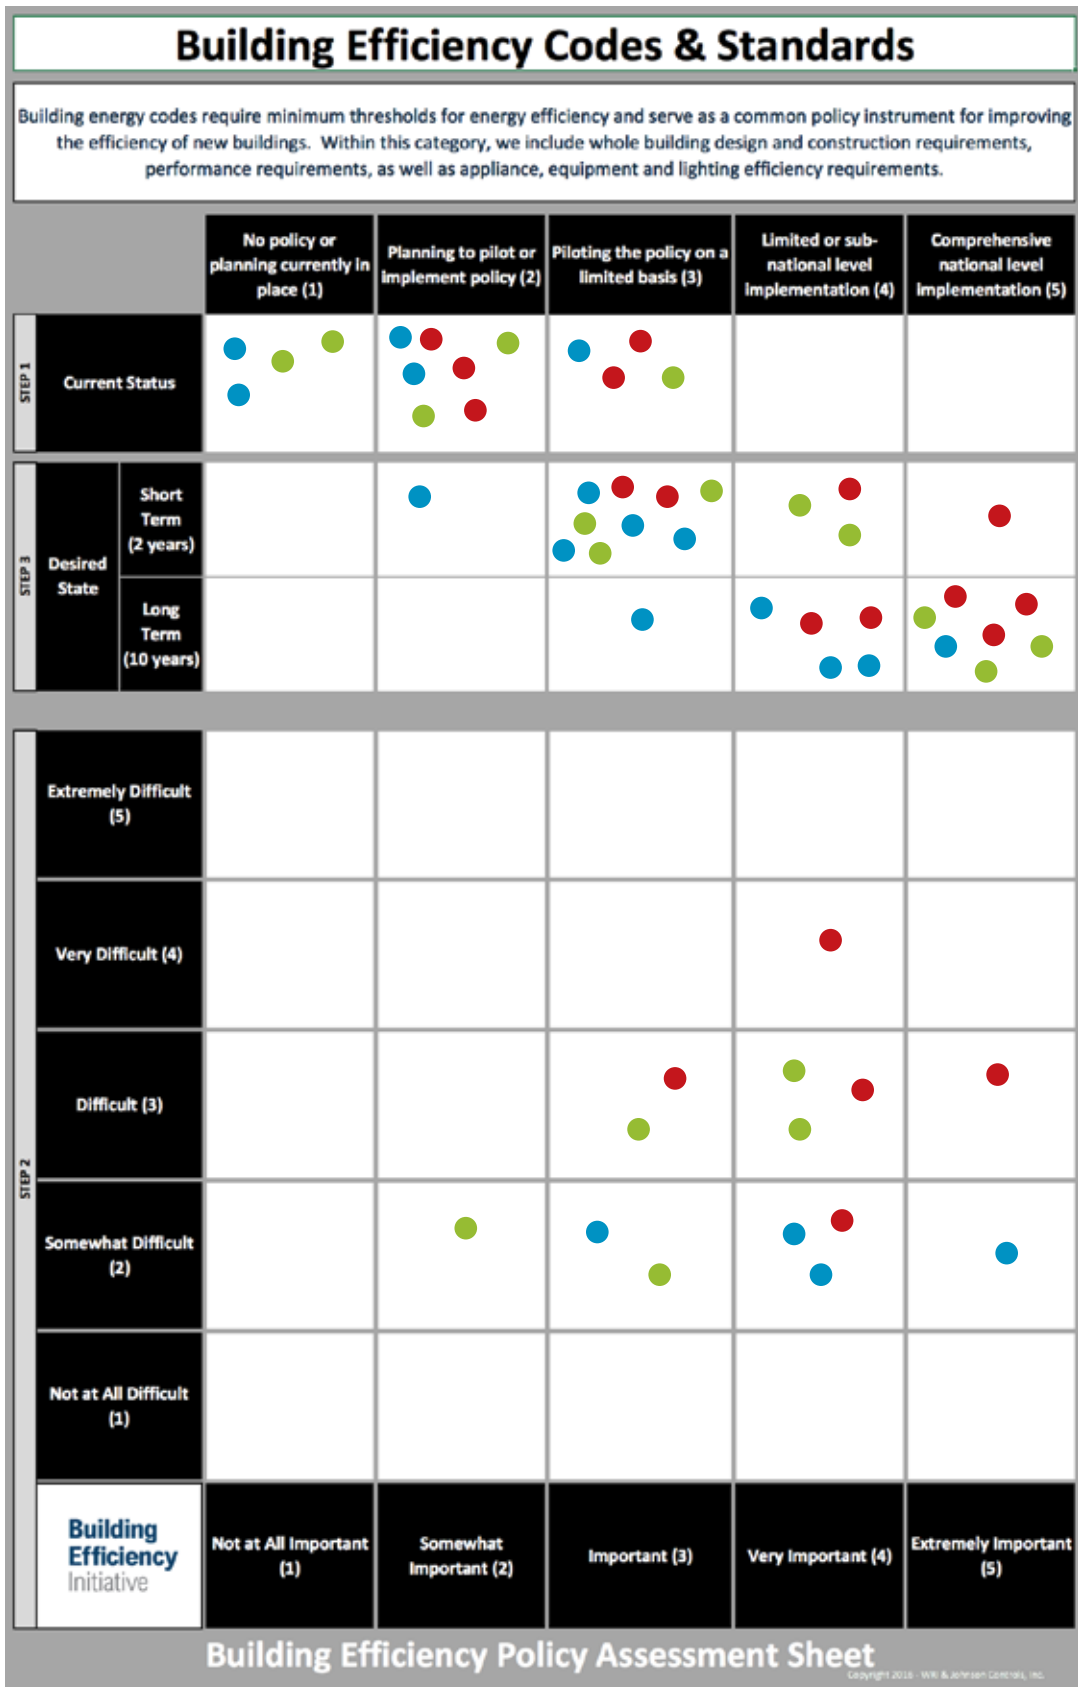 Building Efficiency Codes & Standards
Building energy codes require minimum thresholds for energy efficiency and serve as a common policy instrument for improving
the efficiency of new buildings.  Within this category, we include whole building design and construction requirements,
performance requirements, as well as appliance, equipment and lighting efficiency requirements.
No policy or
planning currently in
place (1)
Planning to pilot or
implement policy (2)
Piloting the policy on a
limited basis (3)
Limited or sub-
national level
implementation (4)
Comprehensive
national level
implementation (5)
STEP 1
Current Status
STEP 3
Desired
State
Short
Term
(2 years)
Long
Term
(10 years)
STEP 2
Extremely Difficult
(5)
Very Difficult (4)
Difficult (3)
Somewhat Difficult
(2)
Not at All Difficult
(1)
Building
Efficiency
Initiative
Not at All Important
(1)
Somewhat
Important (2)
Important (3)
Very Important (4)
Extremely Important
(5)
Building Efficiency Policy Assessment Sheet
Copyright 2016 - WRI & Johnson Controls, Inc.